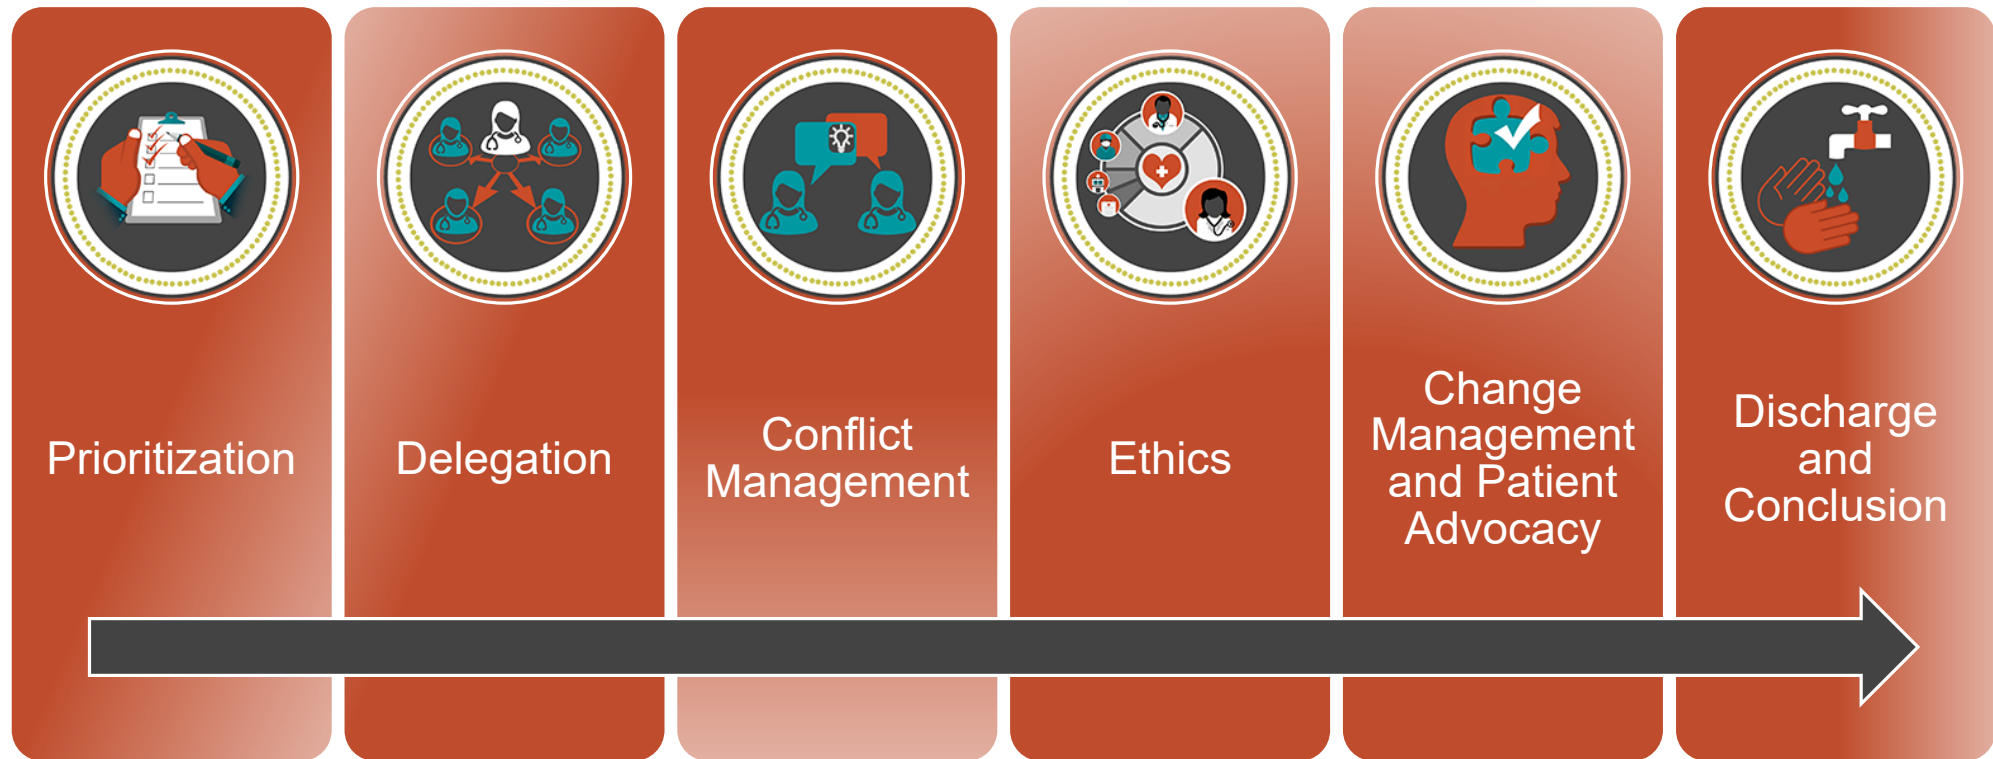 Prioritization
Delegation
Conflict
Management
Ethics
Change
Management
and Patient
Advocacy
Discharge
and
Conclusion